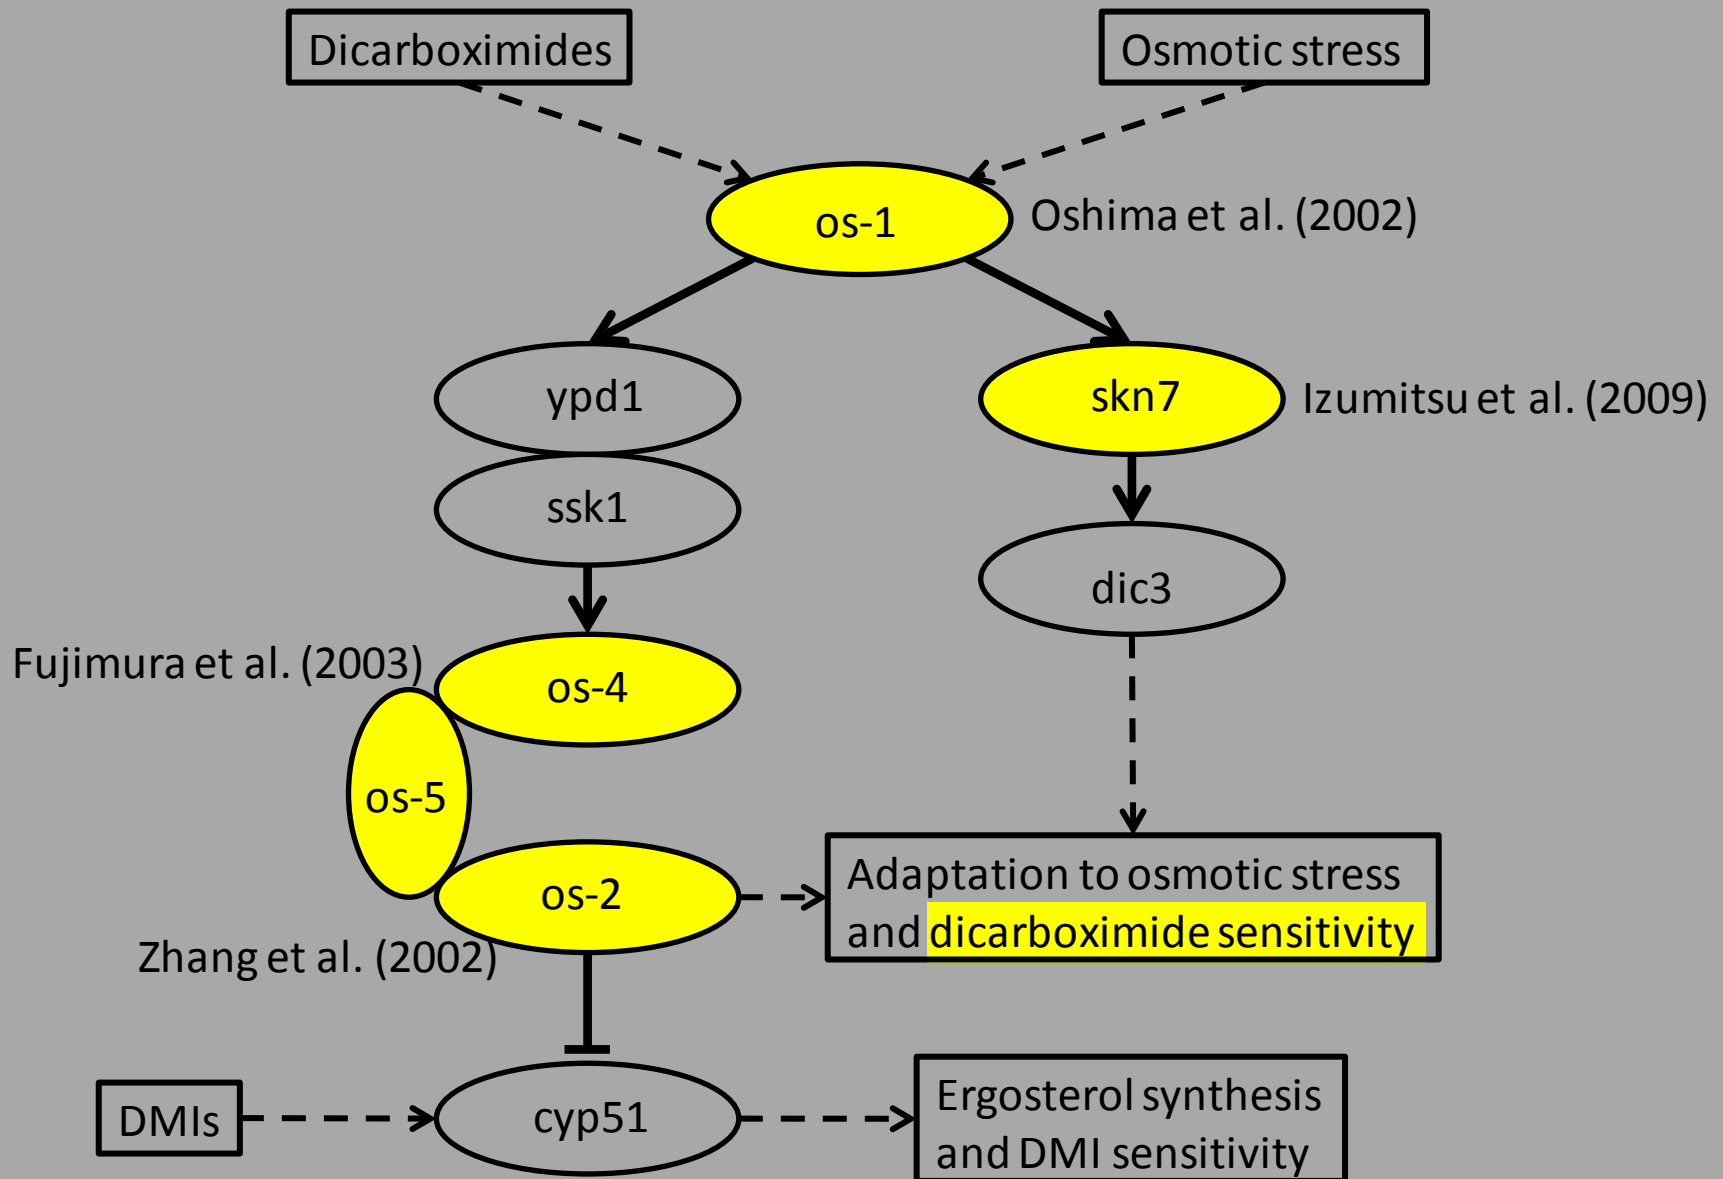 Dicarboximides
Osmotic stress
os-1
Oshima et al. (2002)
ypd1
skn7
Izumitsu et al. (2009)
ssk1
dic3
Fujimura et al. (2003)
os-4
os-5
os-2
Adaptation to osmotic stress
and dicarboximide sensitivity
Zhang et al. (2002)
DMIs
cyp51
Ergosterol synthesis
and DMI sensitivity